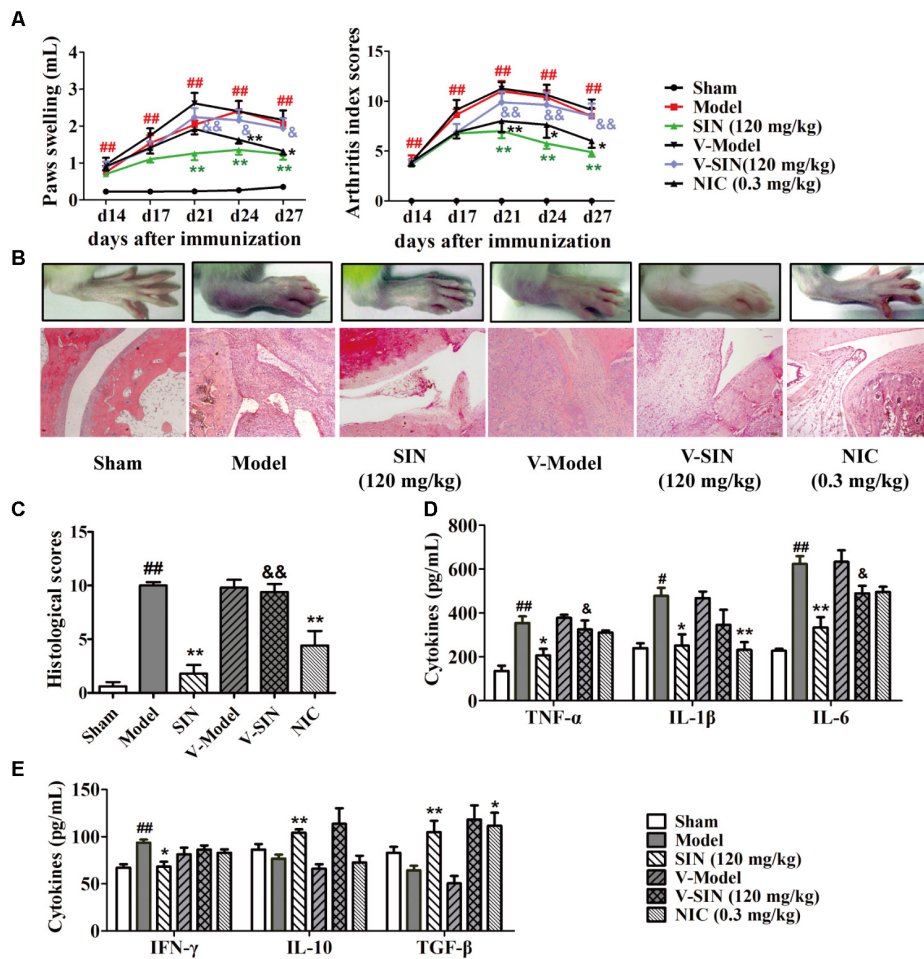 A
Paws swelling (mL)
4
3
2
1
0
##
##
##
##
##
&&
&
&
**
*
**
**
**
d14
d17
d21
d24
d27
days after immunization
Arthritis index scores
15
10
5
0
##
##
##
##
##
&&
&&
&&
**
*
*
**
**
**
d14
d17
d21
d24
d27
days after immunization
Sham
Model
SIN (120 mg/kg)
V-Model
V-SIN(120 mg/kg)
NIC (0.3 mg/kg)
B
Sham
Model
SIN
(120 mg/kg)
V-Model
V-SIN
(120 mg/kg)
NIC
(0.3 mg/kg)
C
Histological scores
15
10
5
0
##
**
&&
**
Sham
Model
SIN
V-Model
V-SIN
NIC
D
Cytokines (pg/mL)
800
600
400
200
0
##
*
&
#
*
**
##
**
&
TNF-α
IL-1β
IL-6
E
Cytokines (pg/mL)
150
100
50
0
##
*
**
**
*
IFN-γ
IL-10
TGF-β
Sham
Model
SIN (120 mg/kg)
V-Model
V-SIN (120 mg/kg)
NIC (0.3 mg/kg)